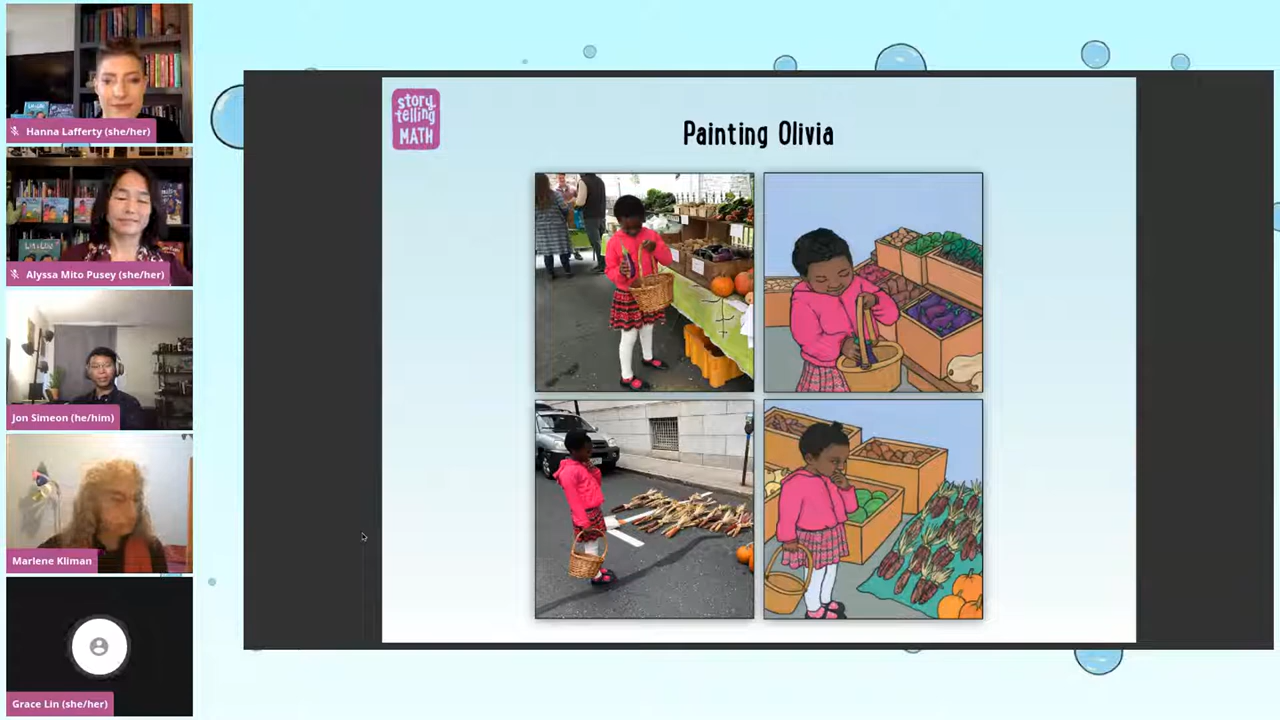 Hanna Lafferty (she/her)
Alyssa Mito Pusey (she/her)
Jon Simeon (he/him)
Marlene Kliman
Grace Lin (she/her)
story
telling
MATH
Painting Olivia